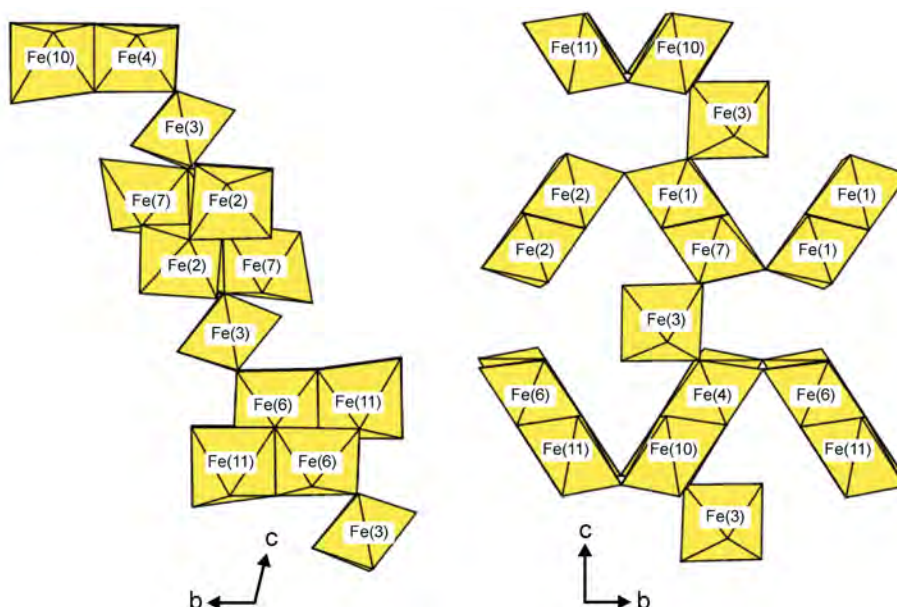 Fe(10) Fe(4)
Fe(3)
Fe(7) Fe(2)
Fe(2) Fe(7)
Fe(3)
Fe(6) Fe(11)
Fe(11) Fe(6)
Fe(3)
c
b
Fe(11) Fe(10)
Fe(3)
Fe(2) Fe(1) Fe(1)
Fe(2) Fe(7) Fe(1)
Fe(3)
Fe(6) Fe(4) Fe(6)
Fe(11) Fe(10) Fe(11)
Fe(3)
c
b